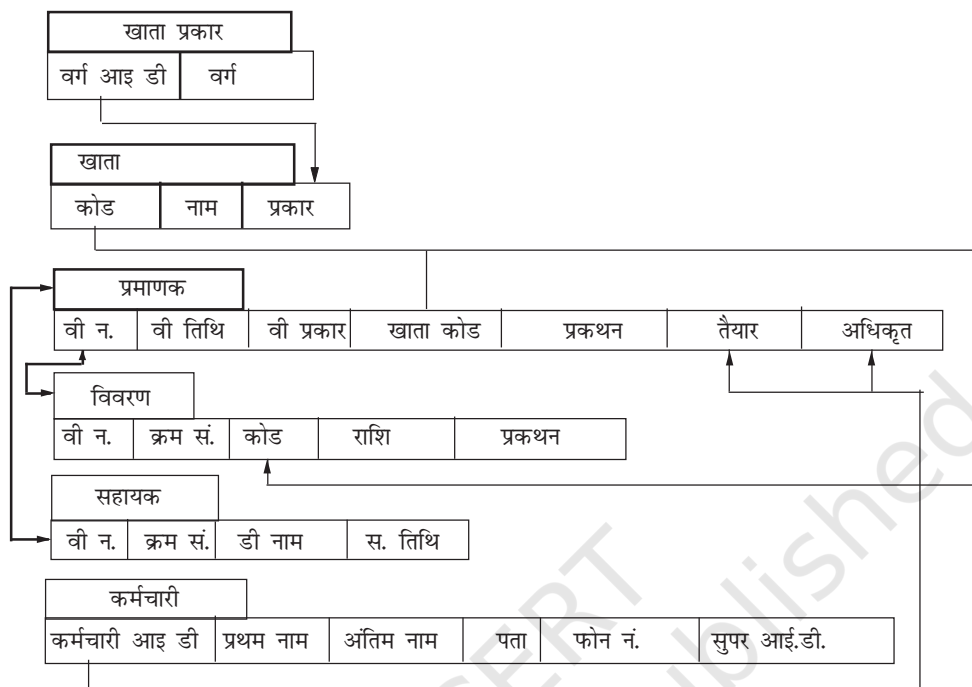 खाता प्रकार
वर्ग आइ डी वर्ग
खाता
कोड नाम प्रकार
प्रमाणक
वी न. वी तिथि वी प्रकार खाता कोड प्रकथन तैयार अधिकृत
विवरण
वी न. क्रम सं. कोड राशि प्रकथन
सहायक
वी न. क्रम सं. डी नाम स. तिथि
कर्मचारी
कर्मचारी आइ डी प्रथम नाम अंतिम नाम पता फोन नं. सुपर आई.डी.